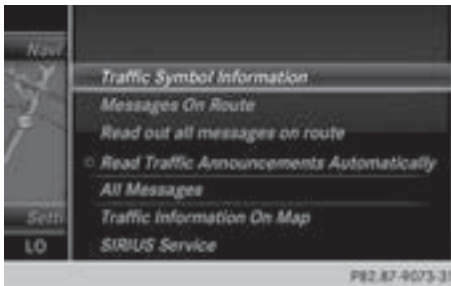 Navi
Traffic Symbol Information
Messages On Route
Read out all messages on route
Read Traffic Announcements Automatically
All Messages
Setti
Traffic Information On Map
LO
SIRIUS Service
P82.87-9073-31